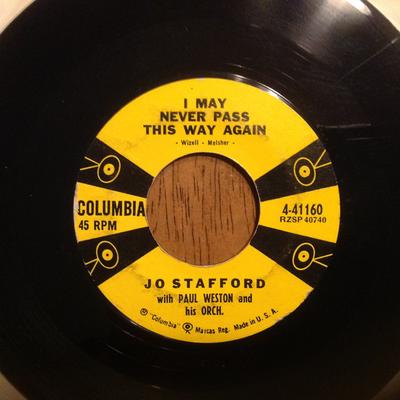 I MAY
NEVER PASS
THIS WAY AGAIN
- Wizell - Melsher -
COLUMBIA
45 RPM
4-41160
RZSP 40740
JO STAFFORD
with PAUL WESTON and
his ORCH.
"Columbia" Marcas Reg. Made in U. S. A.